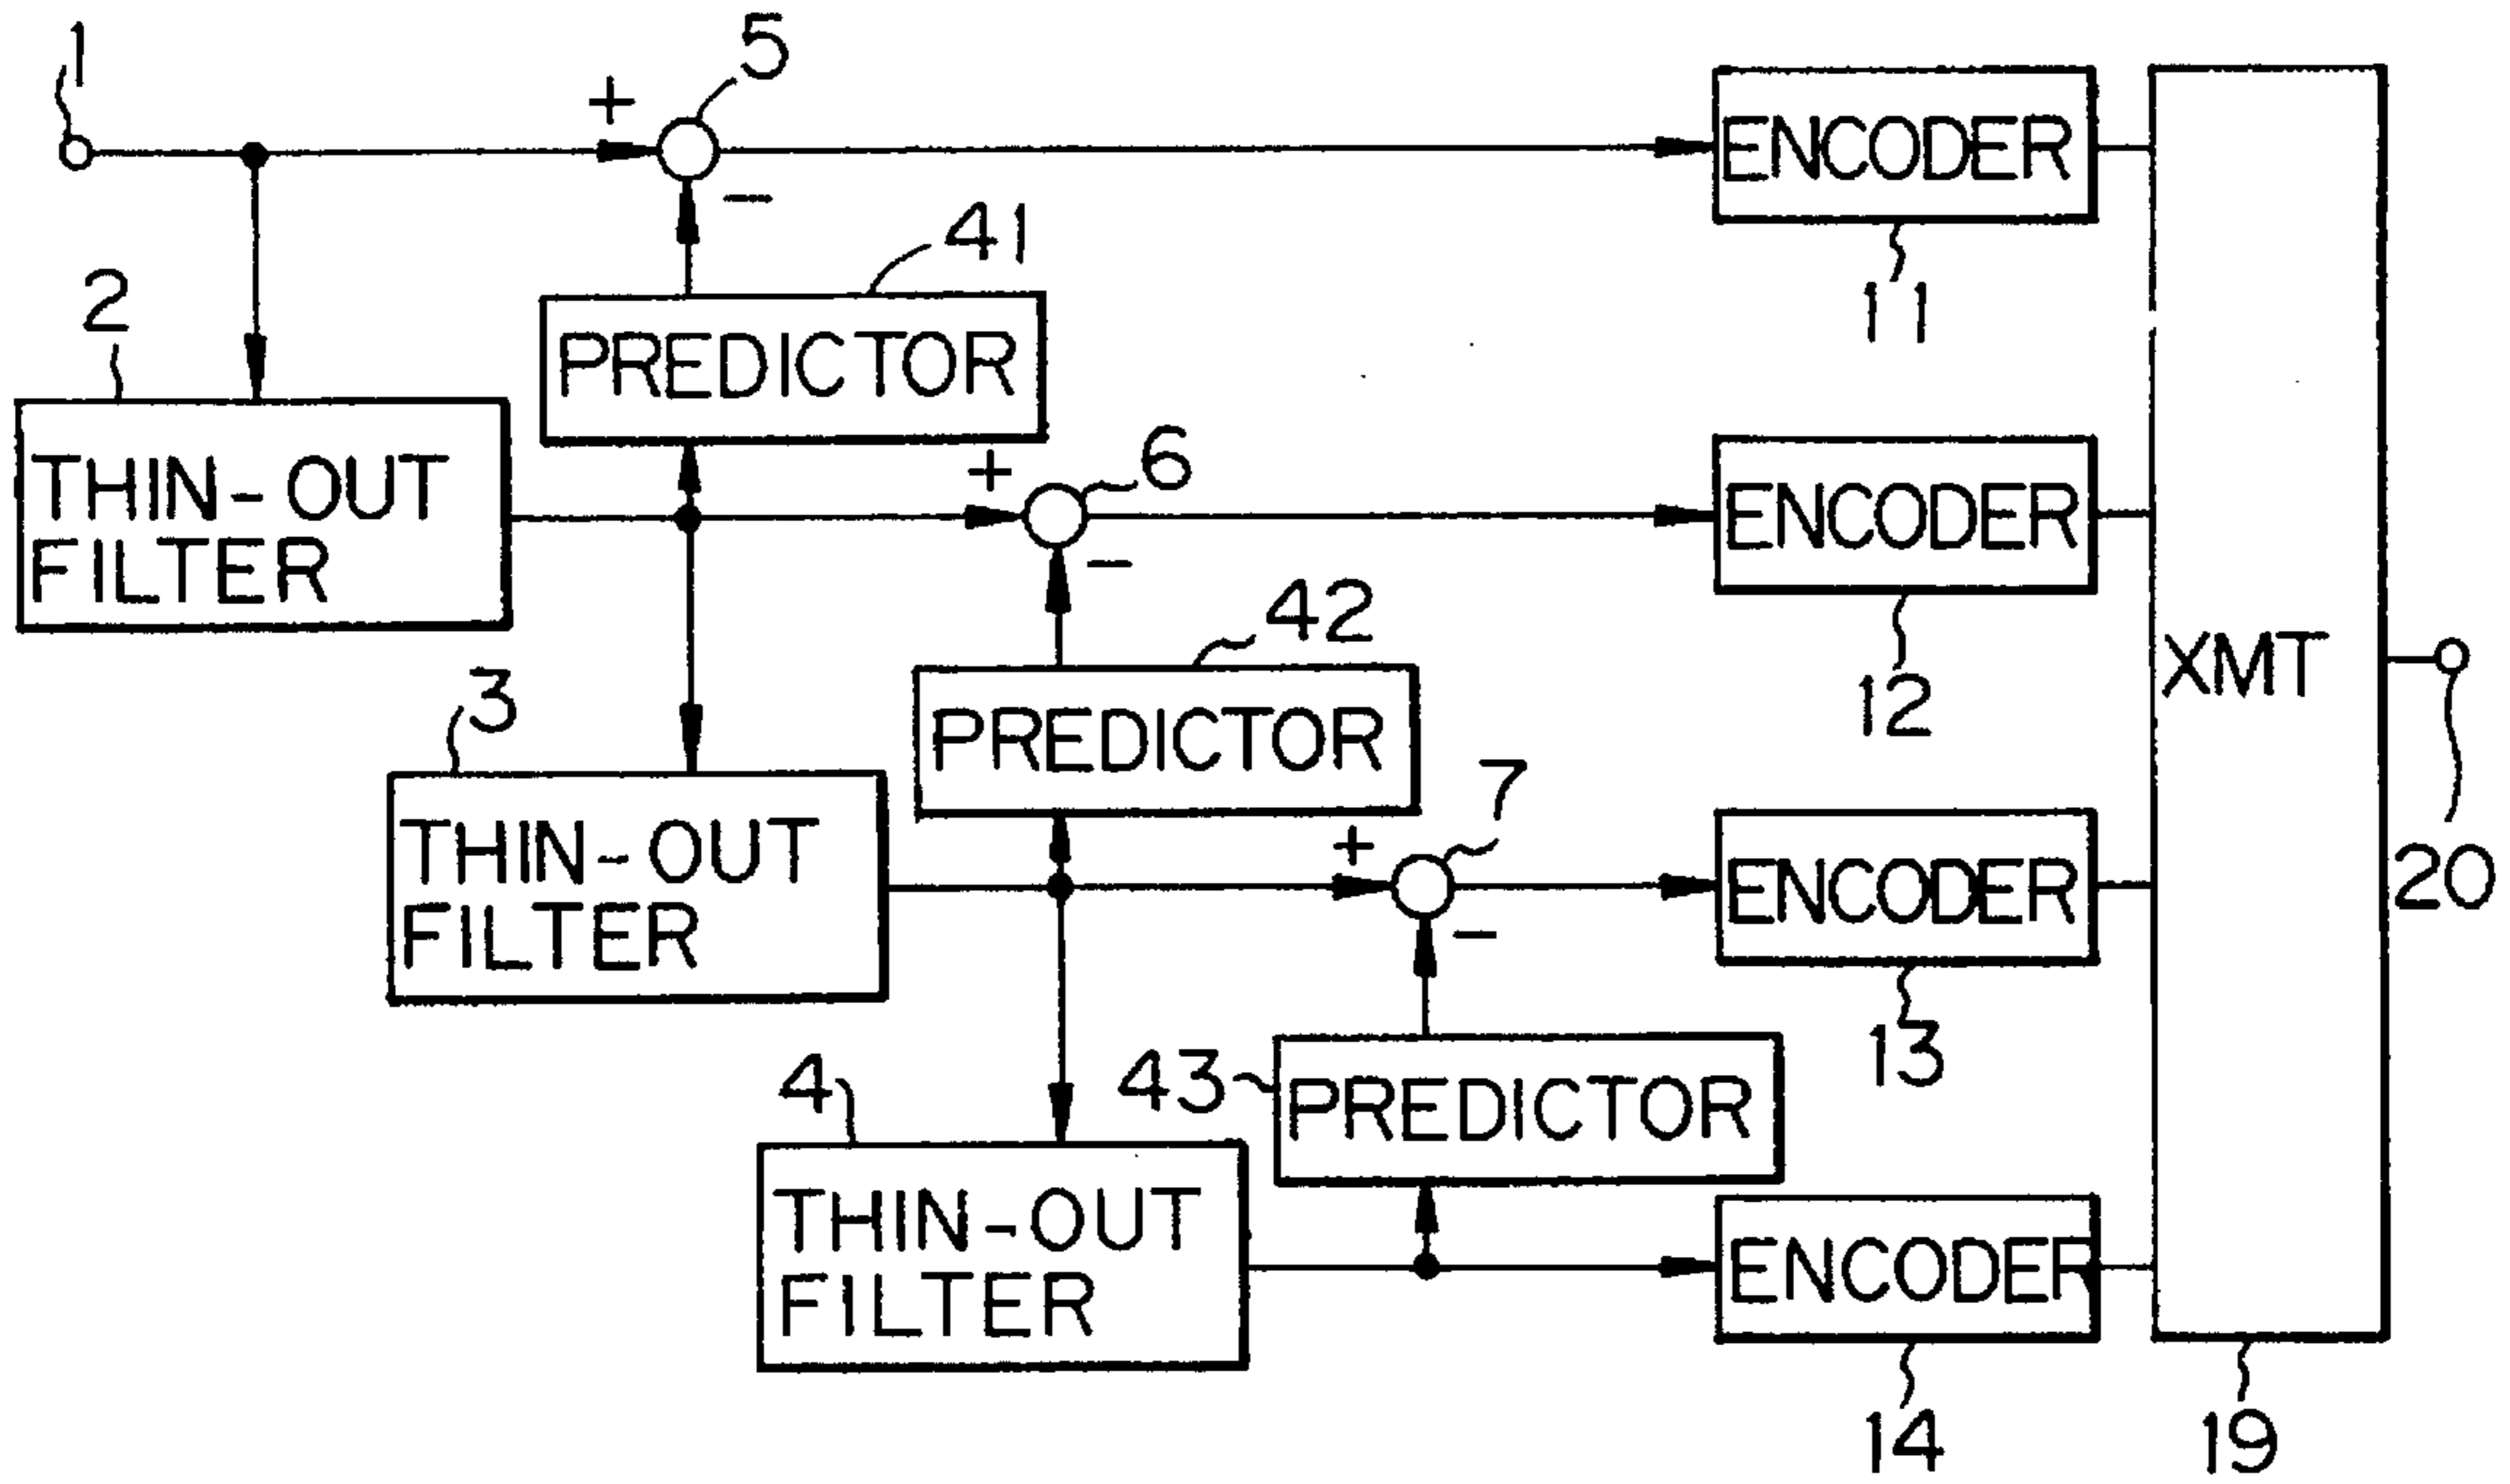 1
5
+
ENCODER
-
41
11
2
PREDICTOR
THIN-OUT
FILTER
+
6
ENCODER
-
42
12
XMT
3
PREDICTOR
7
20
THIN-OUT
FILTER
+
ENCODER
-
13
4
43
PREDICTOR
THIN-OUT
FILTER
ENCODER
14
19